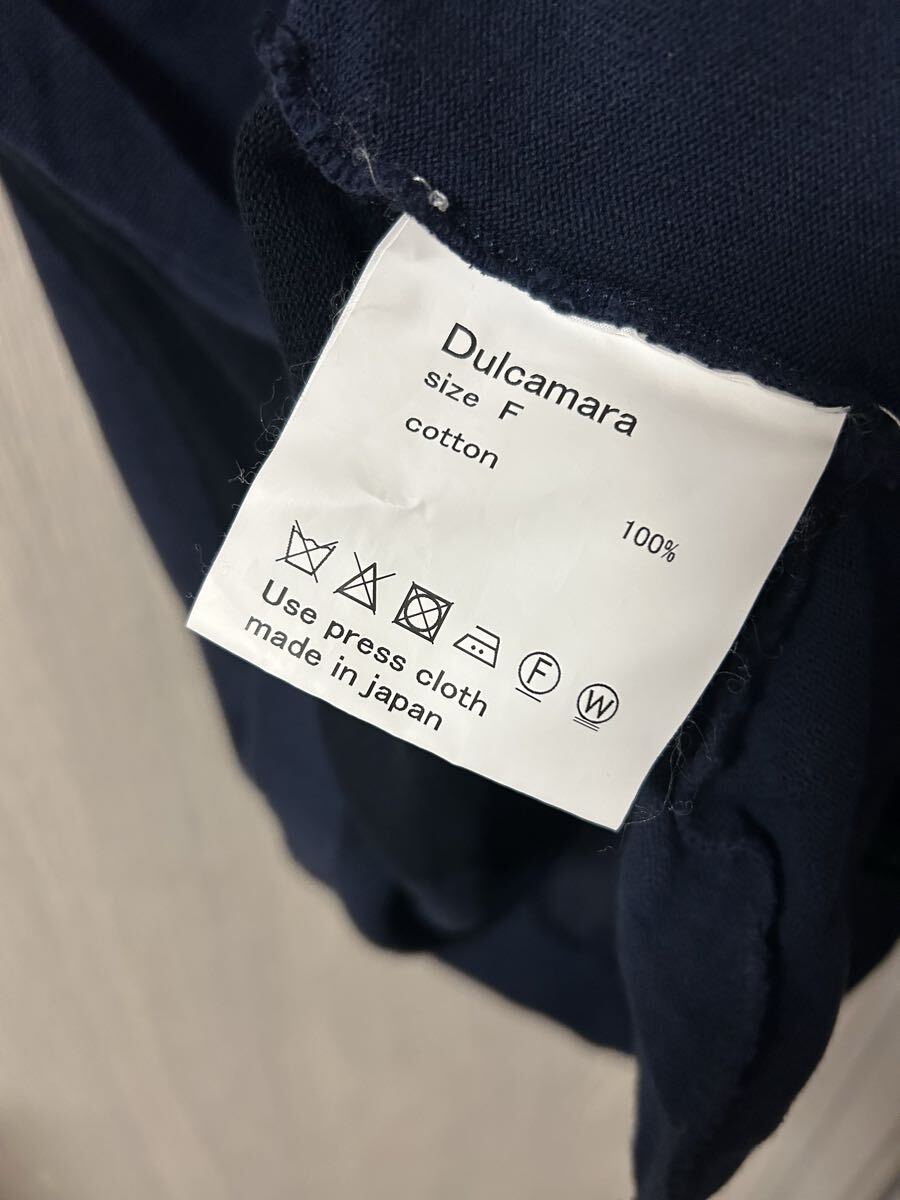 Dulcamara
size F
cotton
100%
F W
Use press cloth
made in japan